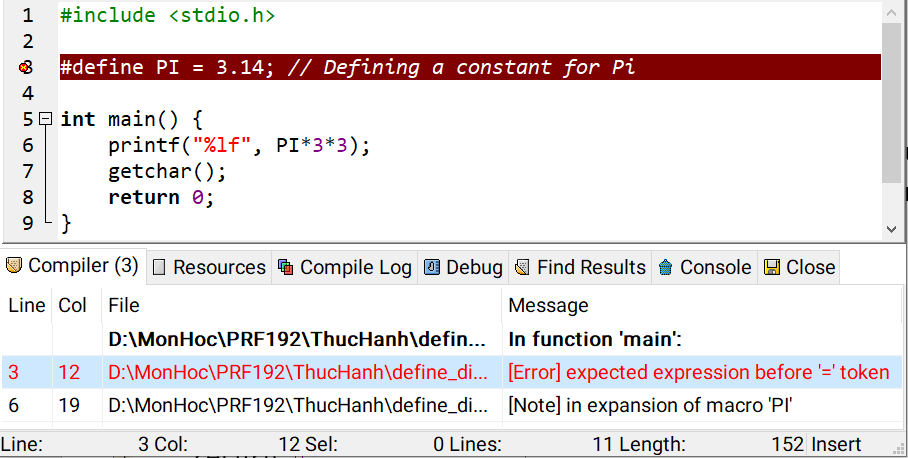 1 #include <stdio.h>
2
3 #define PI = 3.14; // Defining a constant for Pi
4
5 int main() {
6 printf("%lf", PI*3*3);
7 getchar();
8 return 0;
9 }
Compiler (3) Resources Compile Log Debug Find Results Console Close
Line Col File Message
D:\MonHoc\PRF192\ThucHanh\defin... In function 'main':
3 12 D:\MonHoc\PRF192\ThucHanh\define_di... [Error] expected expression before '=' token
6 19 D:\MonHoc\PRF192\ThucHanh\define_di... [Note] in expansion of macro 'PI'
Line: 3 Col: 12 Sel: 0 Lines: 11 Length: 152 Insert